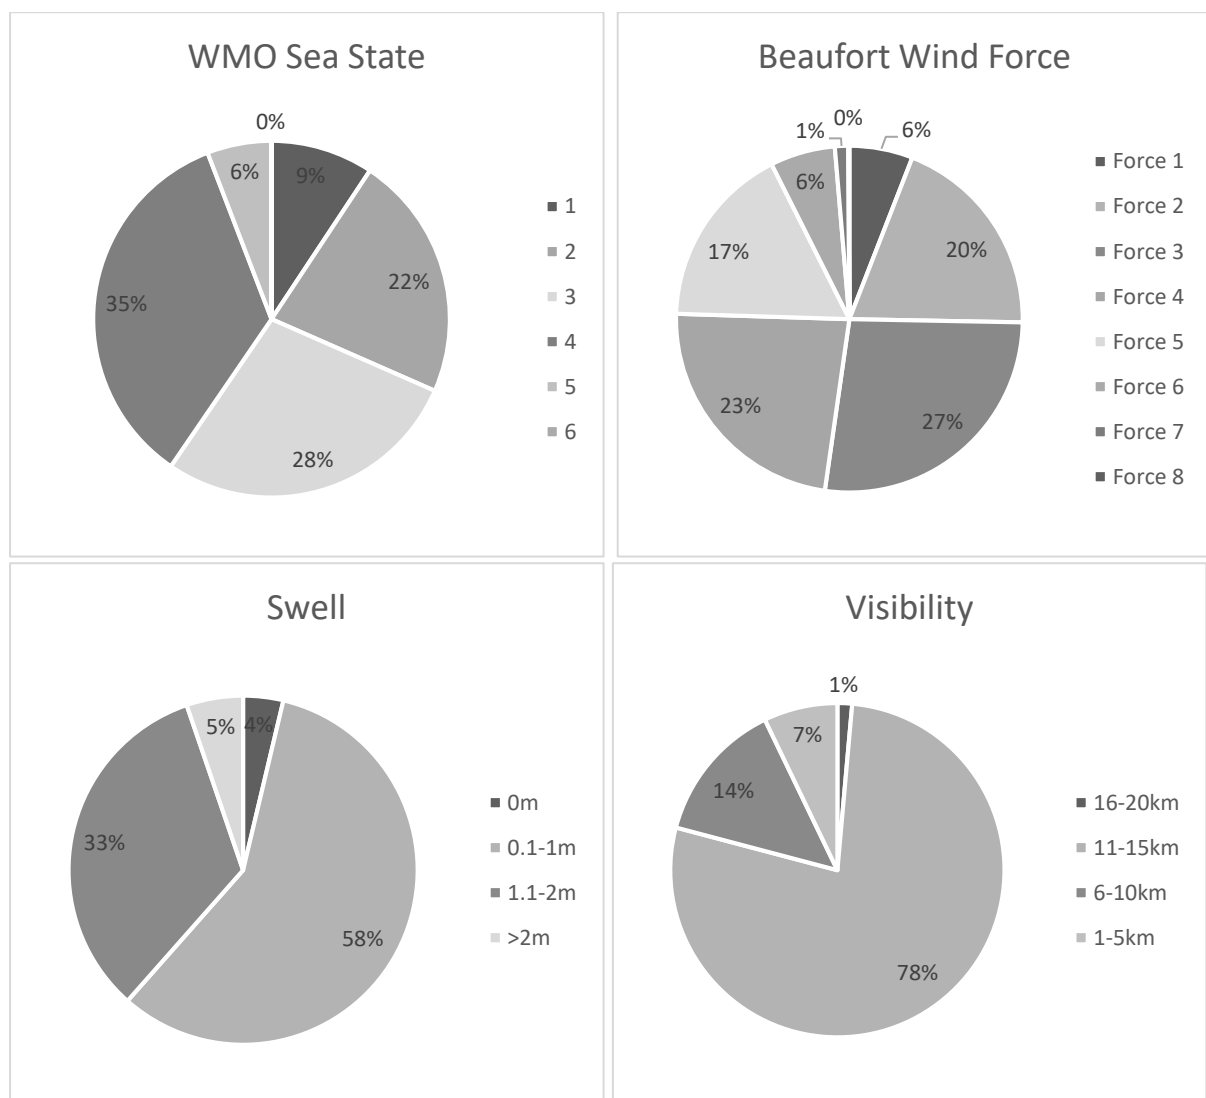 WMO Sea State
0%
9%
22%
28%
35%
6%
1
2
3
4
5
6
Beaufort Wind Force
0%
6%
20%
27%
23%
17%
6%
1%
Force 1
Force 2
Force 3
Force 4
Force 5
Force 6
Force 7
Force 8
Swell
4%
58%
33%
5%
0m
0.1-1m
1.1-2m
>2m
Visibility
1%
78%
14%
7%
16-20km
11-15km
6-10km
1-5km